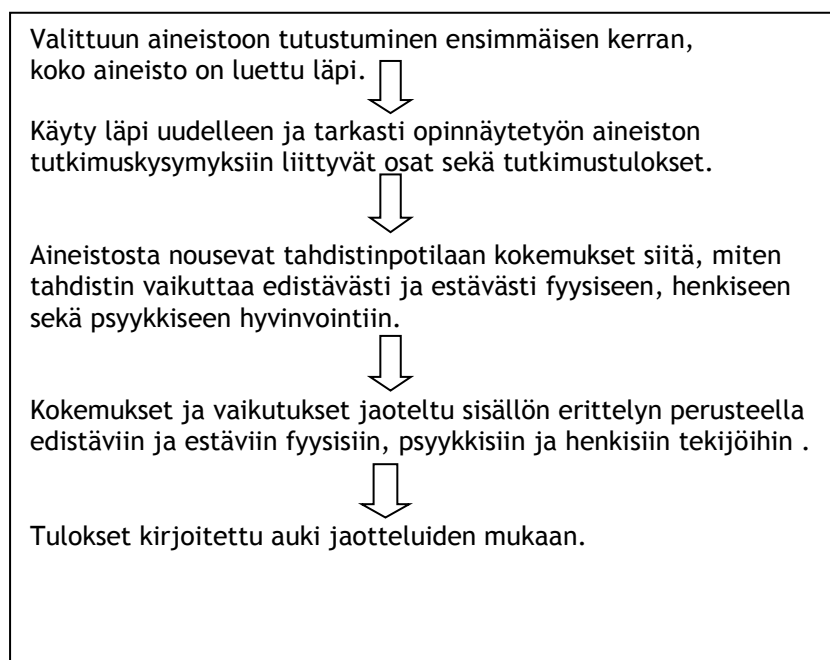 Valittuun aineistoon tutustuminen ensimmäisen kerran,
koko aineisto on luettu läpi.
Käyty läpi uudelleen ja tarkasti opinnäytetyön aineiston
tutkimuskysymyksiin liittyvät osat sekä tutkimustulokset.
Aineistosta nousevat tahdistinpotilaan kokemukset siitä, miten
tahdistin vaikuttaa edistävästi ja estävästi fyysiseen, henkiseen
sekä psyykkiseen hyvinvointiin.
Kokemukset ja vaikutukset jaoteltu sisällön erittelyn perusteella
edistäviin ja estäviin fyysisiin, psyykkisiin ja henkisiin tekijöihin .
Tulokset kirjoitettu auki jaotteluiden mukaan.